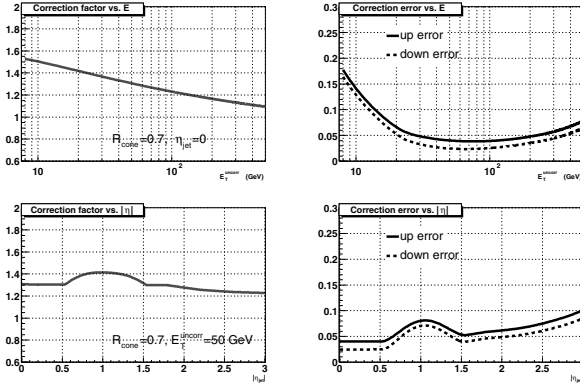 Correction factor vs. E
2
1.8
1.6
1.4
1.2
1
0.8
0.6
R_cone=0.7, η_jet=0
10
10²
E_T^uncorr (GeV)
Correction error vs. E
0.3
0.25
0.2
0.15
0.1
0.05
0
up error
down error
10
10²
E_T^uncorr (GeV)
Correction factor vs. |η|
2
1.8
1.6
1.4
1.2
1
0.8
0.6
R_cone=0.7, E_T^uncorr=50 GeV
0 0.5 1 1.5 2 2.5 3
|η_jet|
Correction error vs. |η|
0.3
0.25
0.2
0.15
0.1
0.05
0
up error
down error
0 0.5 1 1.5 2 2.5